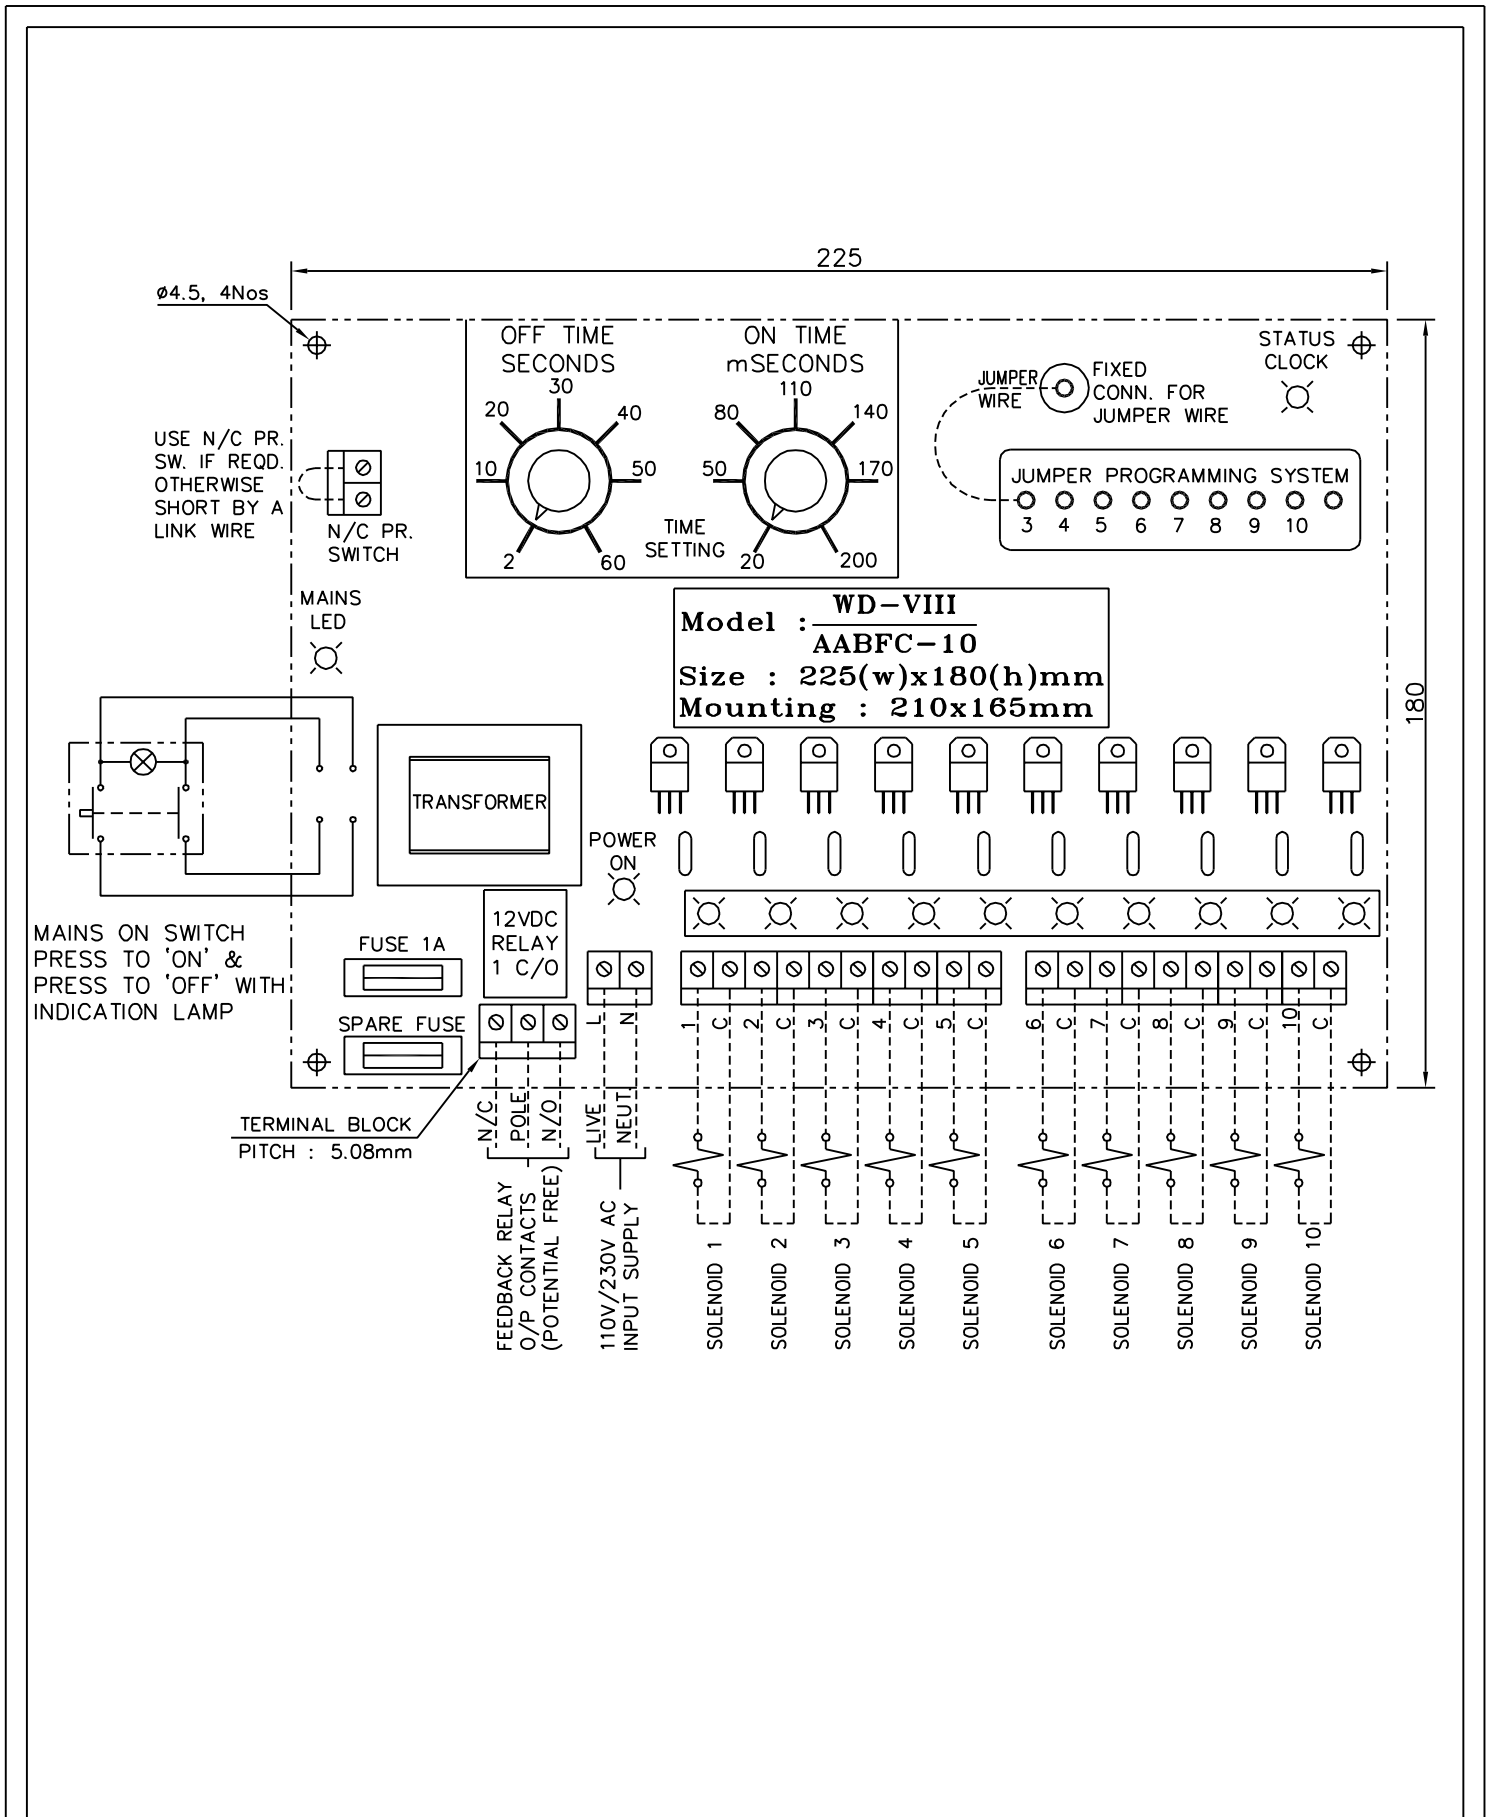 225
Ø4.5, 4Nos
OFF TIME
SECONDS
30
20
40
10
50
2
60
ON TIME
mSECONDS
110
80
140
50
170
20
200
TIME
SETTING
JUMPER
WIRE
FIXED
CONN. FOR
JUMPER WIRE
STATUS
CLOCK
JUMPER PROGRAMMING SYSTEM
3 4 5 6 7 8 9 10
USE N/C PR.
SW. IF REQD.
OTHERWISE
SHORT BY A
LINK WIRE
N/C PR.
SWITCH
MAINS
LED
Model : WD-VIII
AABFC-10
Size : 225(w)x180(h)mm
Mounting : 210x165mm
180
TRANSFORMER
POWER
ON
MAINS ON SWITCH
PRESS TO 'ON' &
PRESS TO 'OFF' WITH
INDICATION LAMP
FUSE 1A
SPARE FUSE
12VDC
RELAY
1 C/O
L N
1 C 2 C 3 C 4 C 5 C
6 C 7 C 8 C 9 C 10 C
TERMINAL BLOCK
PITCH : 5.08mm
N/C
POLE
N/O
LIVE
NEUT.
FEEDBACK RELAY
O/P CONTACTS
(POTENTIAL FREE)
110V/230V AC
INPUT SUPPLY
SOLENOID 1
SOLENOID 2
SOLENOID 3
SOLENOID 4
SOLENOID 5
SOLENOID 6
SOLENOID 7
SOLENOID 8
SOLENOID 9
SOLENOID 10